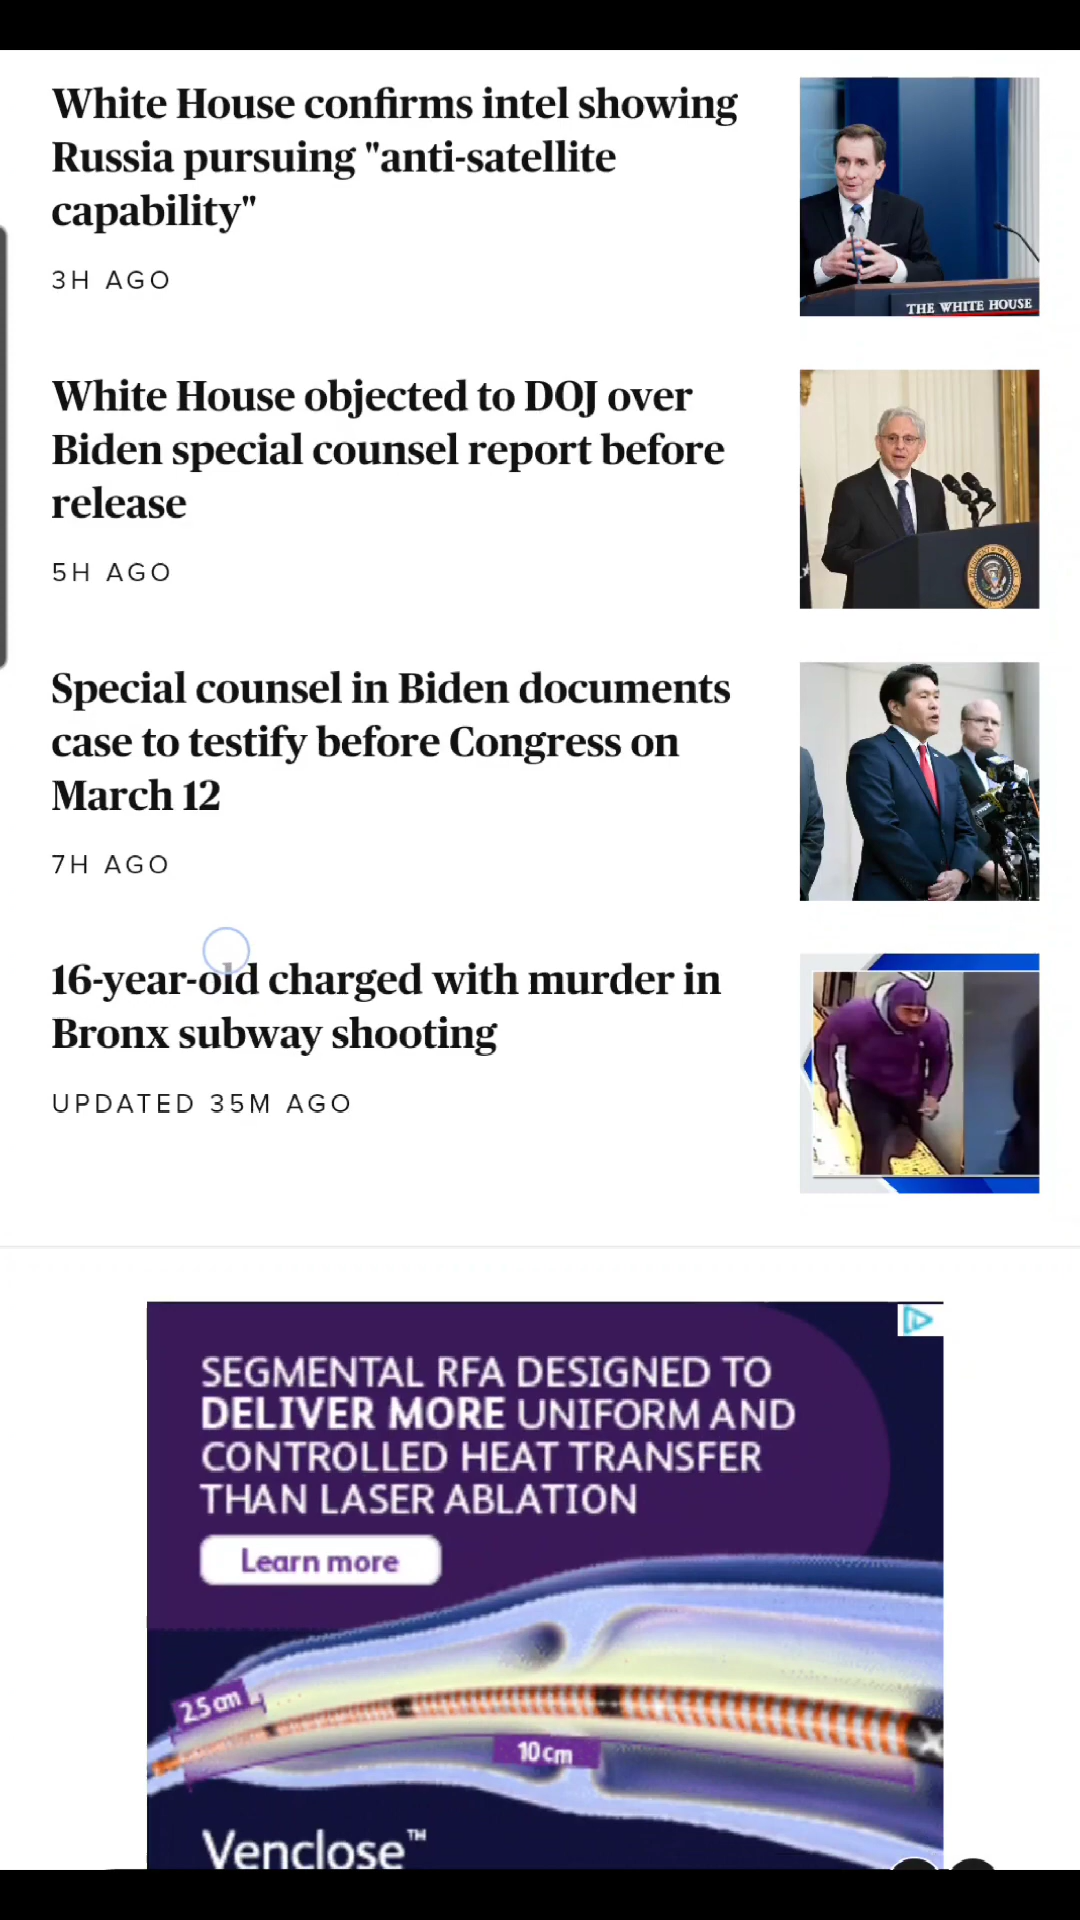 White House confirms intel showing
Russia pursuing "anti-satellite
capability"
3H AGO
THE WHITE HOUSE
White House objected to DOJ over
Biden special counsel report before
release
5H AGO
Special counsel in Biden documents
case to testify before Congress on
March 12
7H AGO
16-year-old charged with murder in
Bronx subway shooting
UPDATED 35M AGO
SEGMENTAL RFA DESIGNED TO
DELIVER MORE UNIFORM AND
CONTROLLED HEAT TRANSFER
THAN LASER ABLATION
Learn more
2.5 cm
10 cm
Venclose™